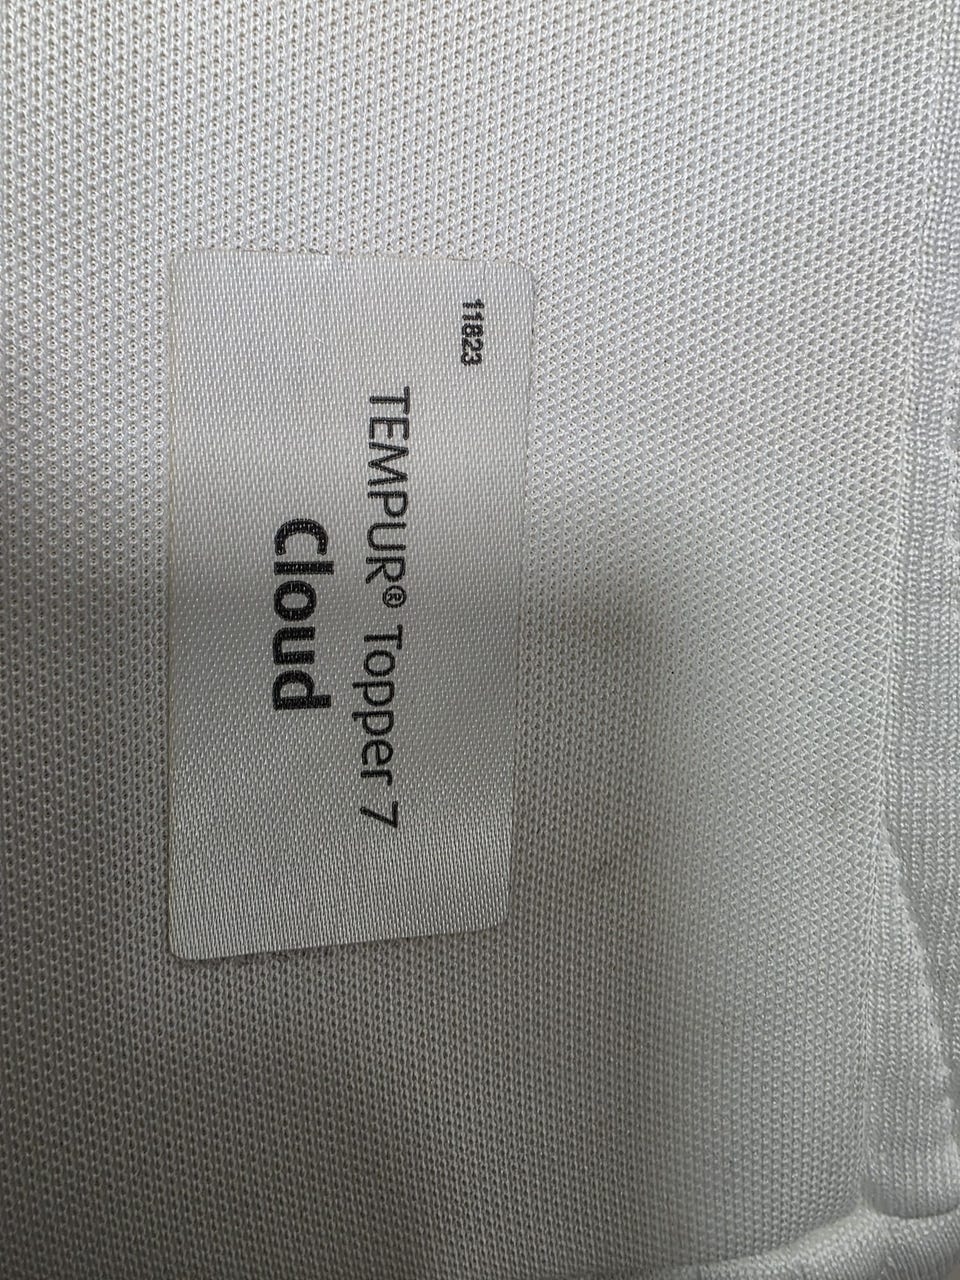 11823
TEMPUR® Topper 7
Cloud